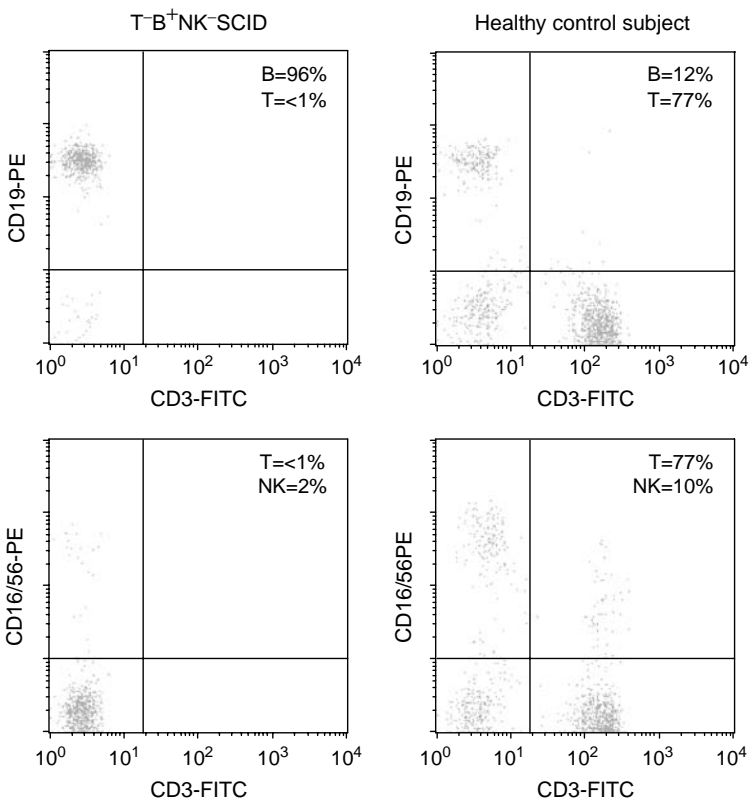 T⁻B⁺NK⁻SCID
Healthy control subject
B=96%
T=<1%
CD19-PE
10⁰ 10¹ 10² 10³ 10⁴
CD3-FITC
B=12%
T=77%
CD19-PE
10⁰ 10¹ 10² 10³ 10⁴
CD3-FITC
T=<1%
NK=2%
CD16/56-PE
10⁰ 10¹ 10² 10³ 10⁴
CD3-FITC
T=77%
NK=10%
CD16/56PE
10⁰ 10¹ 10² 10³ 10⁴
CD3-FITC